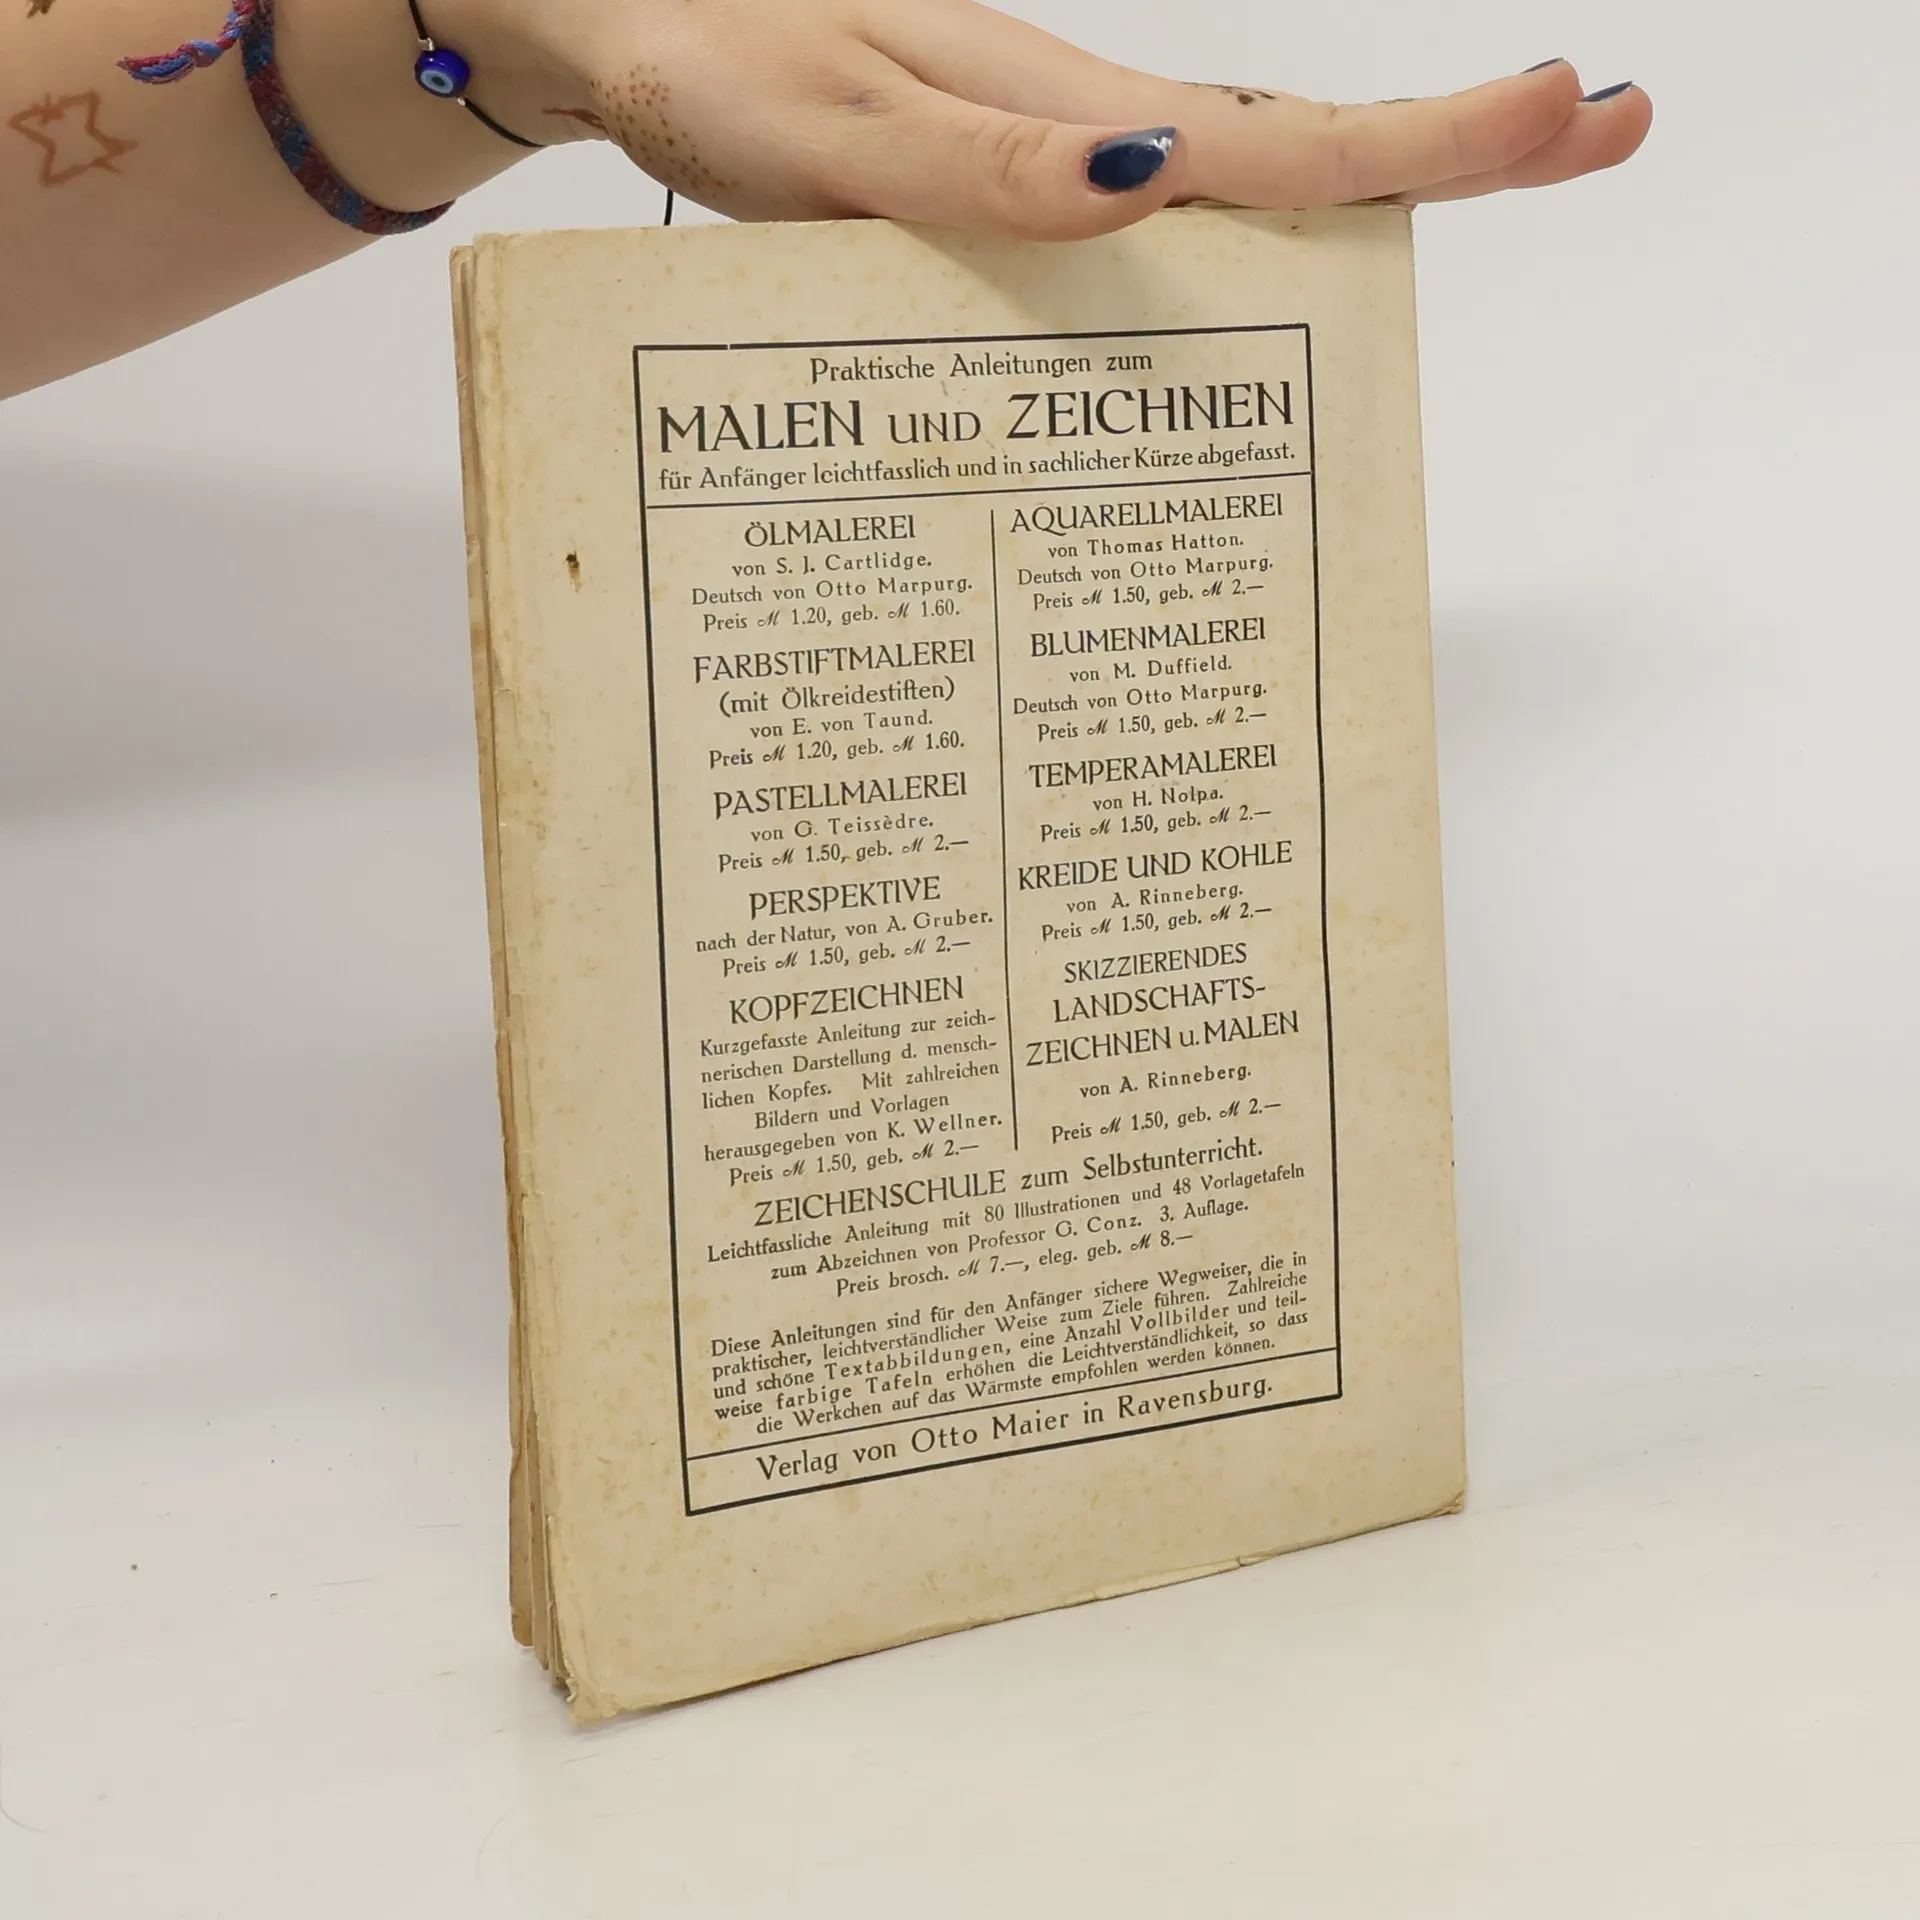 Praktische Anleitungen zum
MALEN UND ZEICHNEN
für Anfänger leichtfasslich und in sachlicher Kürze abgefasst.
ÖLMALEREI
von S. J. Cartlidge.
Deutsch von Otto Marpurg.
Preis ℳ 1.20, geb. ℳ 1.60.
FARBSTIFTMALEREI
(mit Ölkreidestiften)
von E. von Taund.
Preis ℳ 1.20, geb. ℳ 1.60.
PASTELLMALEREI
von G. Teissèdre.
Preis ℳ 1.50, geb. ℳ 2.—
PERSPEKTIVE
nach der Natur, von A. Gruber.
Preis ℳ 1.50, geb. ℳ 2.—
KOPFZEICHNEN
Kurzgefasste Anleitung zur zeich-
nerischen Darstellung d. mensch-
lichen Kopfes. Mit zahlreichen
Bildern und Vorlagen
herausgegeben von K. Wellner.
Preis ℳ 1.50, geb. ℳ 2.—
AQUARELLMALEREI
von Thomas Hatton.
Deutsch von Otto Marpurg.
Preis ℳ 1.50, geb. ℳ 2.—
BLUMENMALEREI
von M. Duffield.
Deutsch von Otto Marpurg.
Preis ℳ 1.50, geb. ℳ 2.—
TEMPERAMALEREI
von H. Nolpa.
Preis ℳ 1.50, geb. ℳ 2.—
KREIDE UND KOHLE
von A. Rinneberg.
Preis ℳ 1.50, geb. ℳ 2.—
SKIZZIERENDES
LANDSCHAFTS-
ZEICHNEN u. MALEN
von A. Rinneberg.
Preis ℳ 1.50, geb. ℳ 2.—
ZEICHENSCHULE zum Selbstunterricht.
Leichtfassliche Anleitung mit 80 Illustrationen und 48 Vorlagetafeln
zum Abzeichnen von Professor G. Conz. 3. Auflage.
Preis brosch. ℳ 7.—, eleg. geb. ℳ 8.—
Diese Anleitungen sind für den Anfänger sichere Wegweiser, die in
praktischer, leichtverständlicher Weise zum Ziele führen. Zahlreiche
und schöne Textabbildungen, eine Anzahl Vollbilder und teil-
weise farbige Tafeln erhöhen die Leichtverständlichkeit, so dass
die Werkchen auf das Wärmste empfohlen werden können.
Verlag von Otto Maier in Ravensburg.